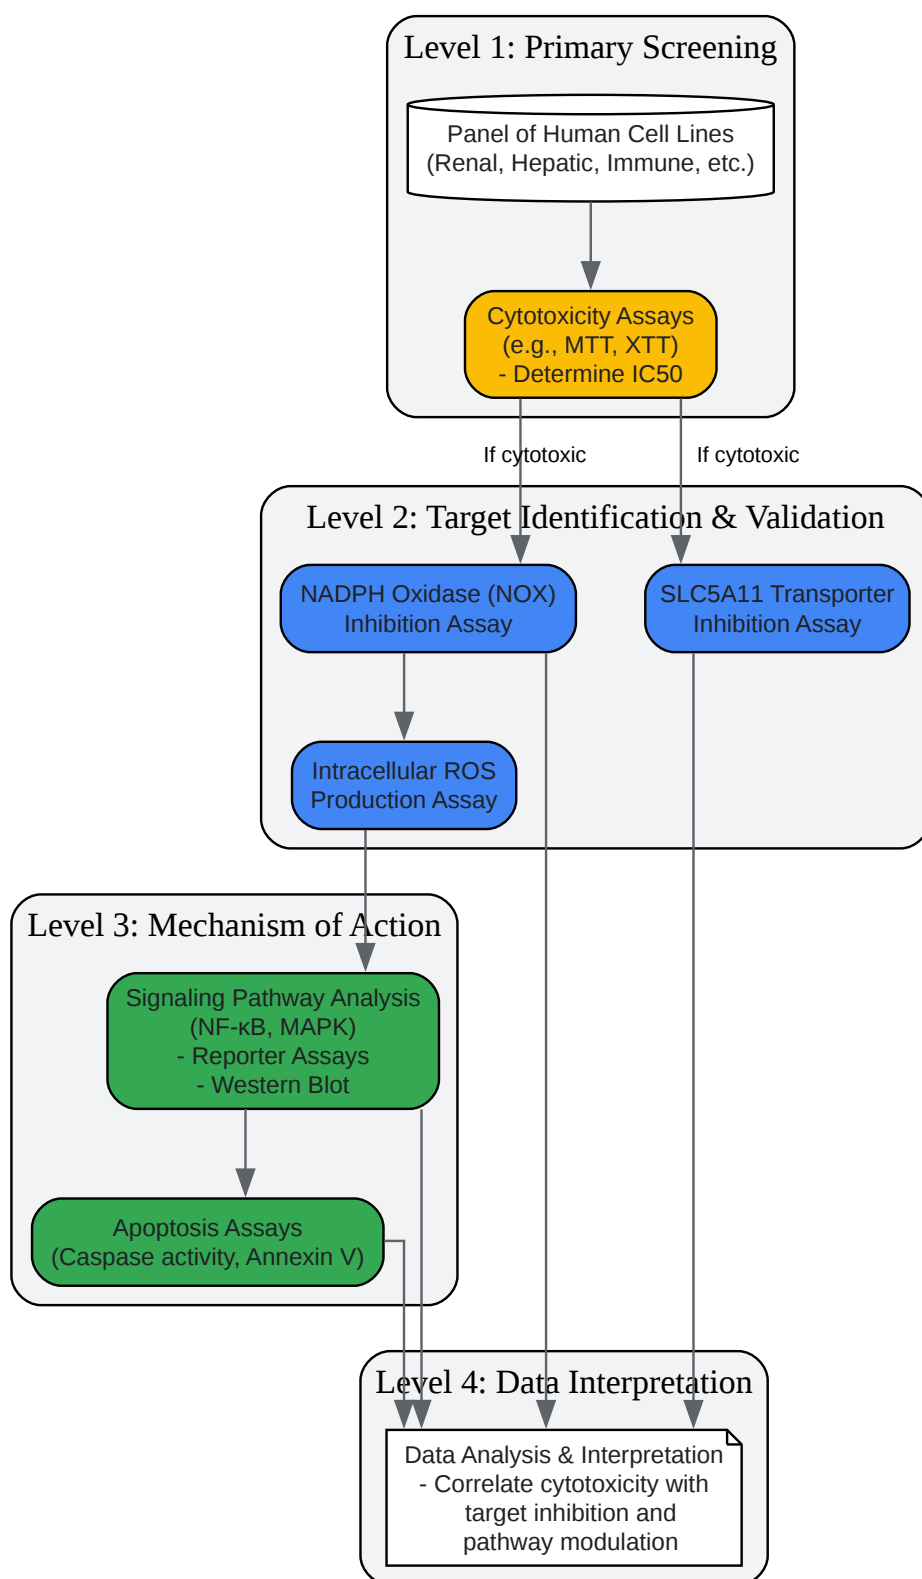 Level 1: Primary Screening
Panel of Human Cell Lines
(Renal, Hepatic, Immune, etc.)
Cytotoxicity Assays
(e.g., MTT, XTT)
- Determine IC50
If cytotoxic
If cytotoxic
Level 2: Target Identification & Validation
NADPH Oxidase (NOX)
Inhibition Assay
SLC5A11 Transporter
Inhibition Assay
Intracellular ROS
Production Assay
Level 3: Mechanism of Action
Signaling Pathway Analysis
(NF-κB, MAPK)
- Reporter Assays
- Western Blot
Apoptosis Assays
(Caspase activity, Annexin V)
Level 4: Data Interpretation
Data Analysis & Interpretation
- Correlate cytotoxicity with
target inhibition and
pathway modulation